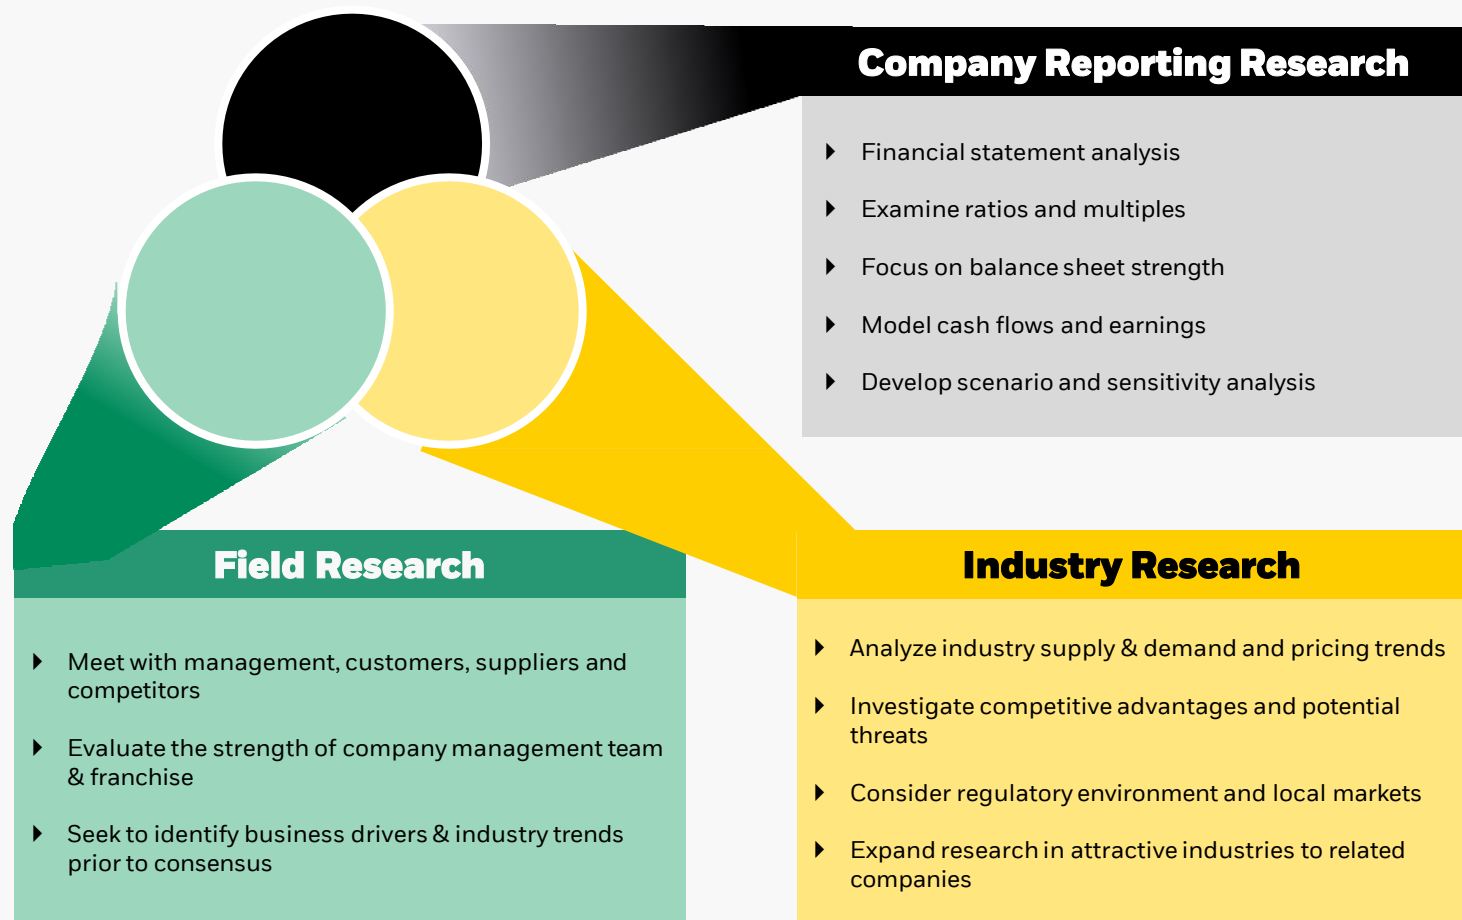 Company Reporting Research
Financial statement analysis
Examine ratios and multiples
Focus on balance sheet strength
Model cash flows and earnings
Develop scenario and sensitivity analysis
Field Research
Meet with management, customers, suppliers and
competitors
Evaluate the strength of company management team
& franchise
Seek to identify business drivers & industry trends
prior to consensus
Industry Research
Analyze industry supply & demand and pricing trends
Investigate competitive advantages and potential
threats
Consider regulatory environment and local markets
Expand research in attractive industries to related
companies